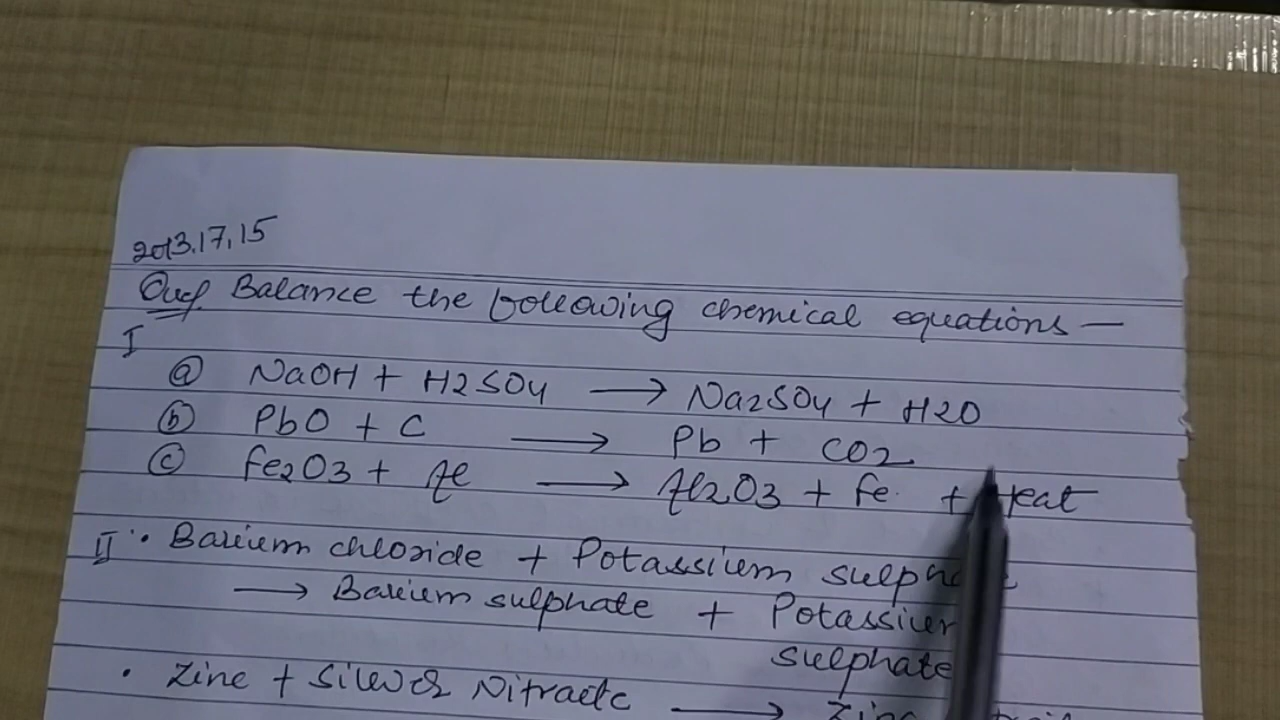 2013.17.15
Ques Balance the following chemical equations —
I
ⓐ NaOH + H2SO4 → Na2SO4 + H2O
ⓑ PbO + C → Pb + CO2
ⓒ Fe2O3 + Al → Al2O3 + Fe + Heat
II • Barium chloride + Potassium
→ Barium sulphate + Potassium
sulphate
• Zinc + Silver Nitrate → Zinc